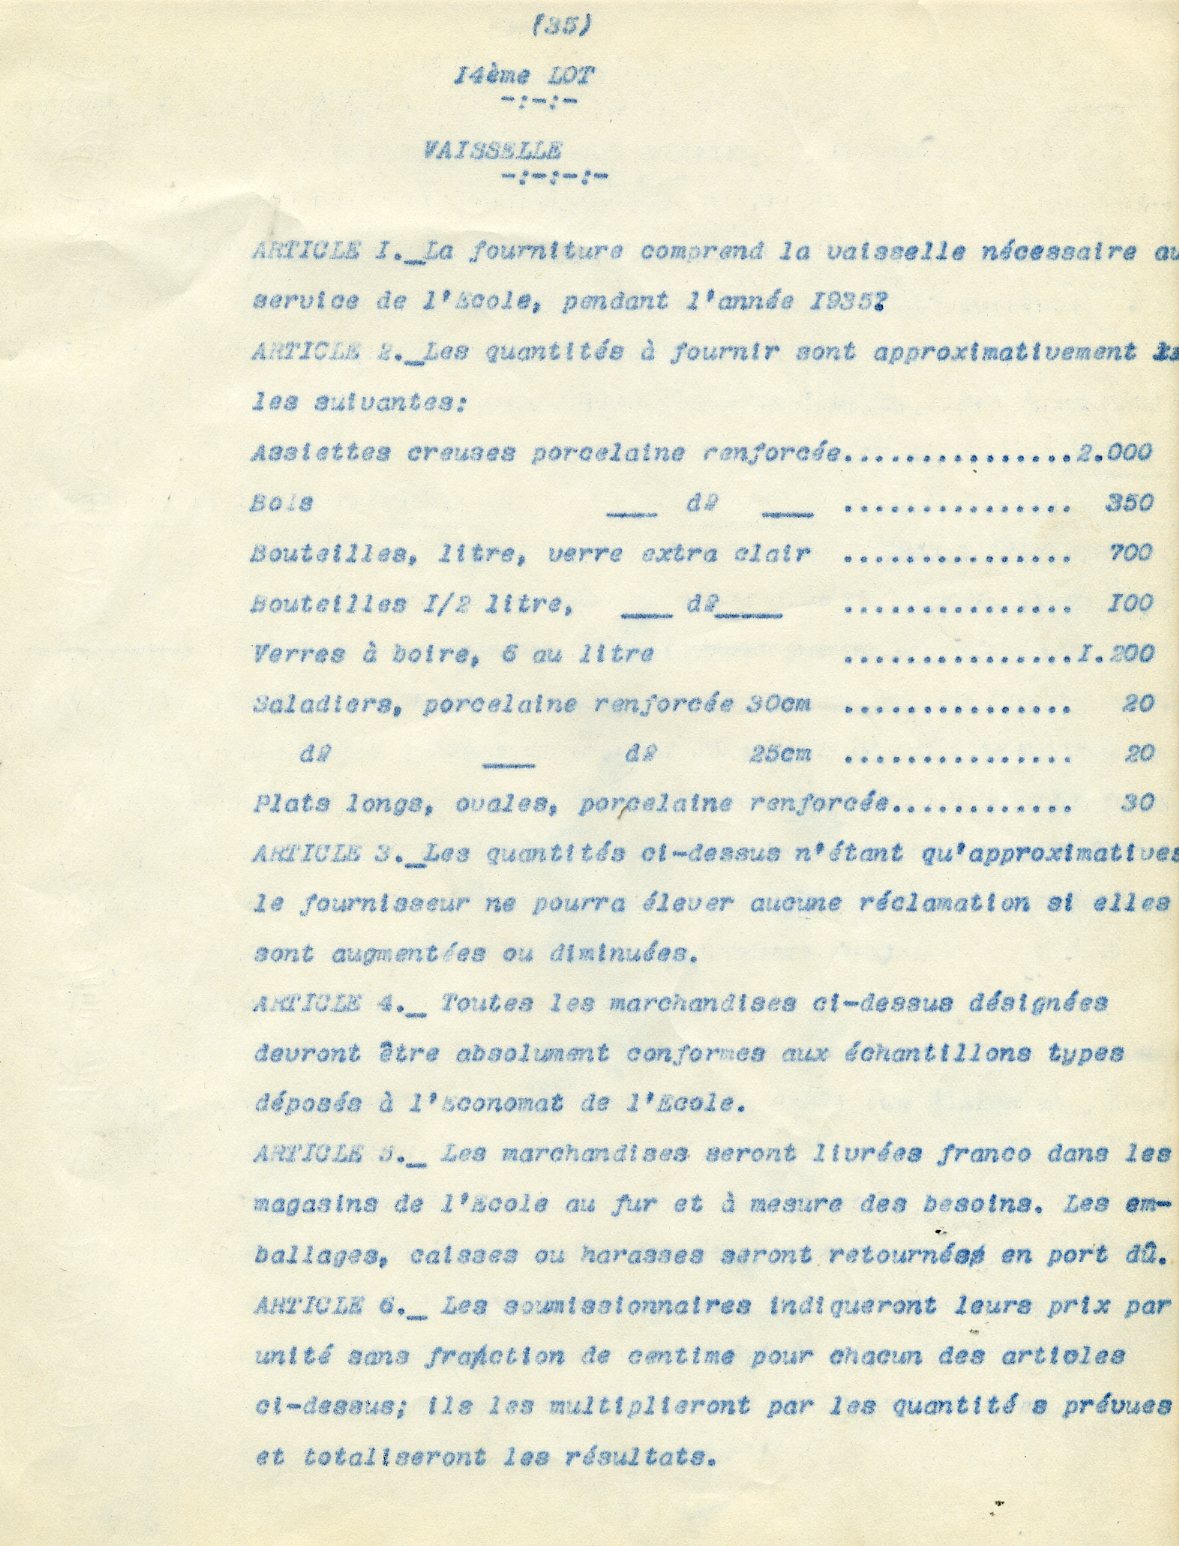 (35)
I4ème LOT
-:-:-
VAISSELLE
-:-:-:-
ARTICLE I._La fourniture comprend la vaisselle nécessaire au
service de l'Ecole, pendant l'année I935?
ARTICLE 2._Les quantités à fournir sont approximativement
les suivantes:
Assiettes creuses porcelaine renforcée...............2.000
Bols ___ dº ___ ............... 350
Bouteilles, litre, verre extra clair ............... 700
Bouteilles I/2 litre, ___ dº____ ............... I00
Verres à boire, 6 au litre ...............I.200
Saladiers, porcelaine renforcée 30cm ............... 20
dº ___ dº 25cm ............... 20
Plats longs, ovales, porcelaine renforcée............ 30
ARTICLE 3._Les quantités ci-dessus n'étant qu'approximatives
le fournisseur ne pourra élever aucune réclamation si elles
sont augmentées ou diminuées.
ARTICLE 4._ Toutes les marchandises ci-dessus désignées
devront être absolument conformes aux échantillons types
déposés à l'Economat de l'Ecole.
ARTICLE 5._ Les marchandises seront livrées franco dans les
magasins de l'Ecole au fur et à mesure des besoins. Les em-
ballages, caisses ou harasses seront retournés en port dû.
ARTICLE 6._ Les soumissionnaires indiqueront leurs prix par
unité sans fraction de centime pour chacun des articles
ci-dessus; ils les multiplieront par les quantité s prévues
et totaliseront les résultats.